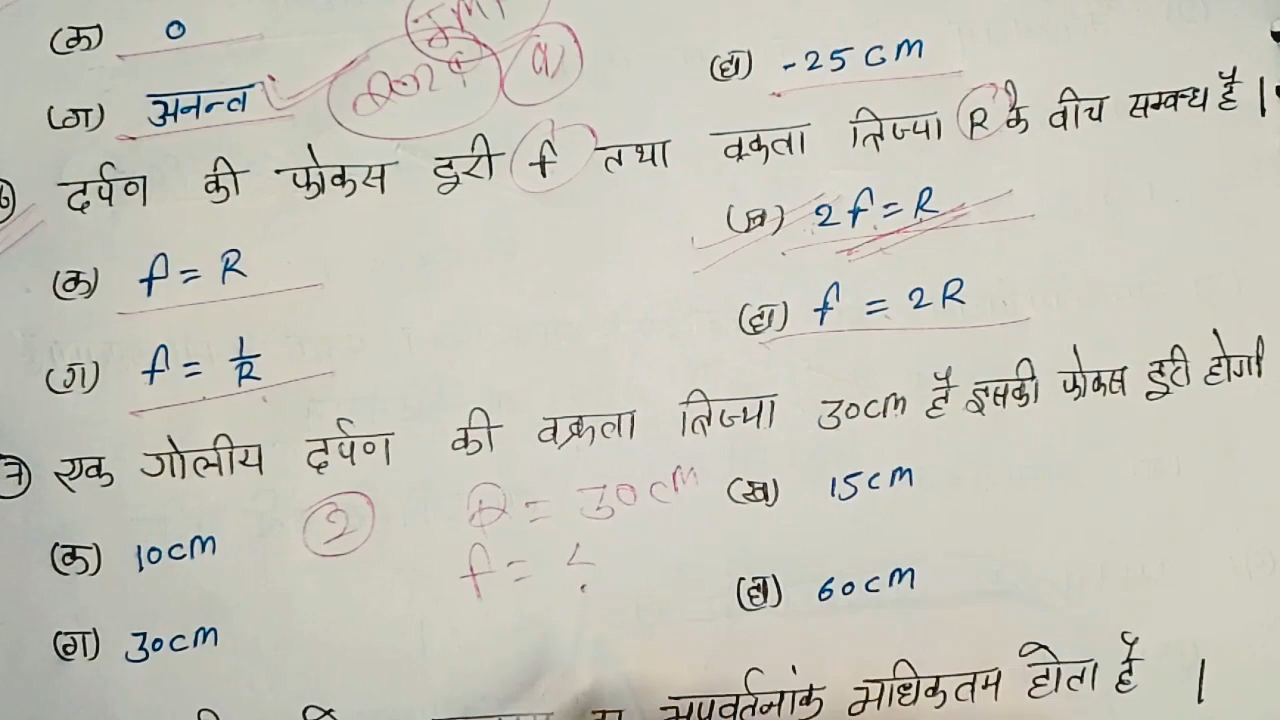 (क) 0
(घ) -25 cm
(ग) अनन्त
दर्पण की फोकस दूरी f तथा वक्रता त्रिज्या R के बीच सम्बन्ध है |
(क) f = R
(ख) 2f = R
(ग) f = 1/R
(घ) f = 2R
7) एक गोलीय दर्पण की वक्रता त्रिज्या 30cm है इसकी फोकस दूरी होगी
R = 30cm
f = ?
(क) 10cm
(ख) 15cm
(ग) 30cm
(घ) 60cm
अपवर्तनांक अधिकतम होता है |